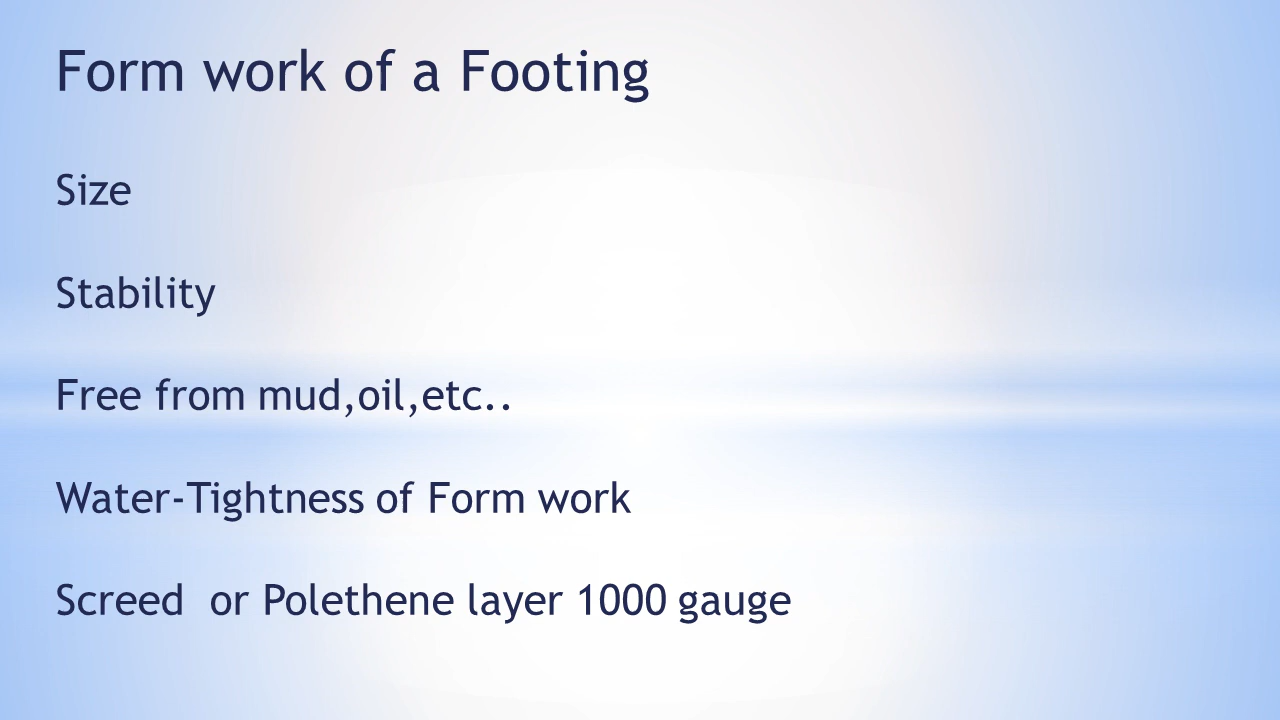 Form work of a Footing
Size
Stability
Free from mud,oil,etc..
Water-Tightness of Form work
Screed  or Polethene layer 1000 gauge